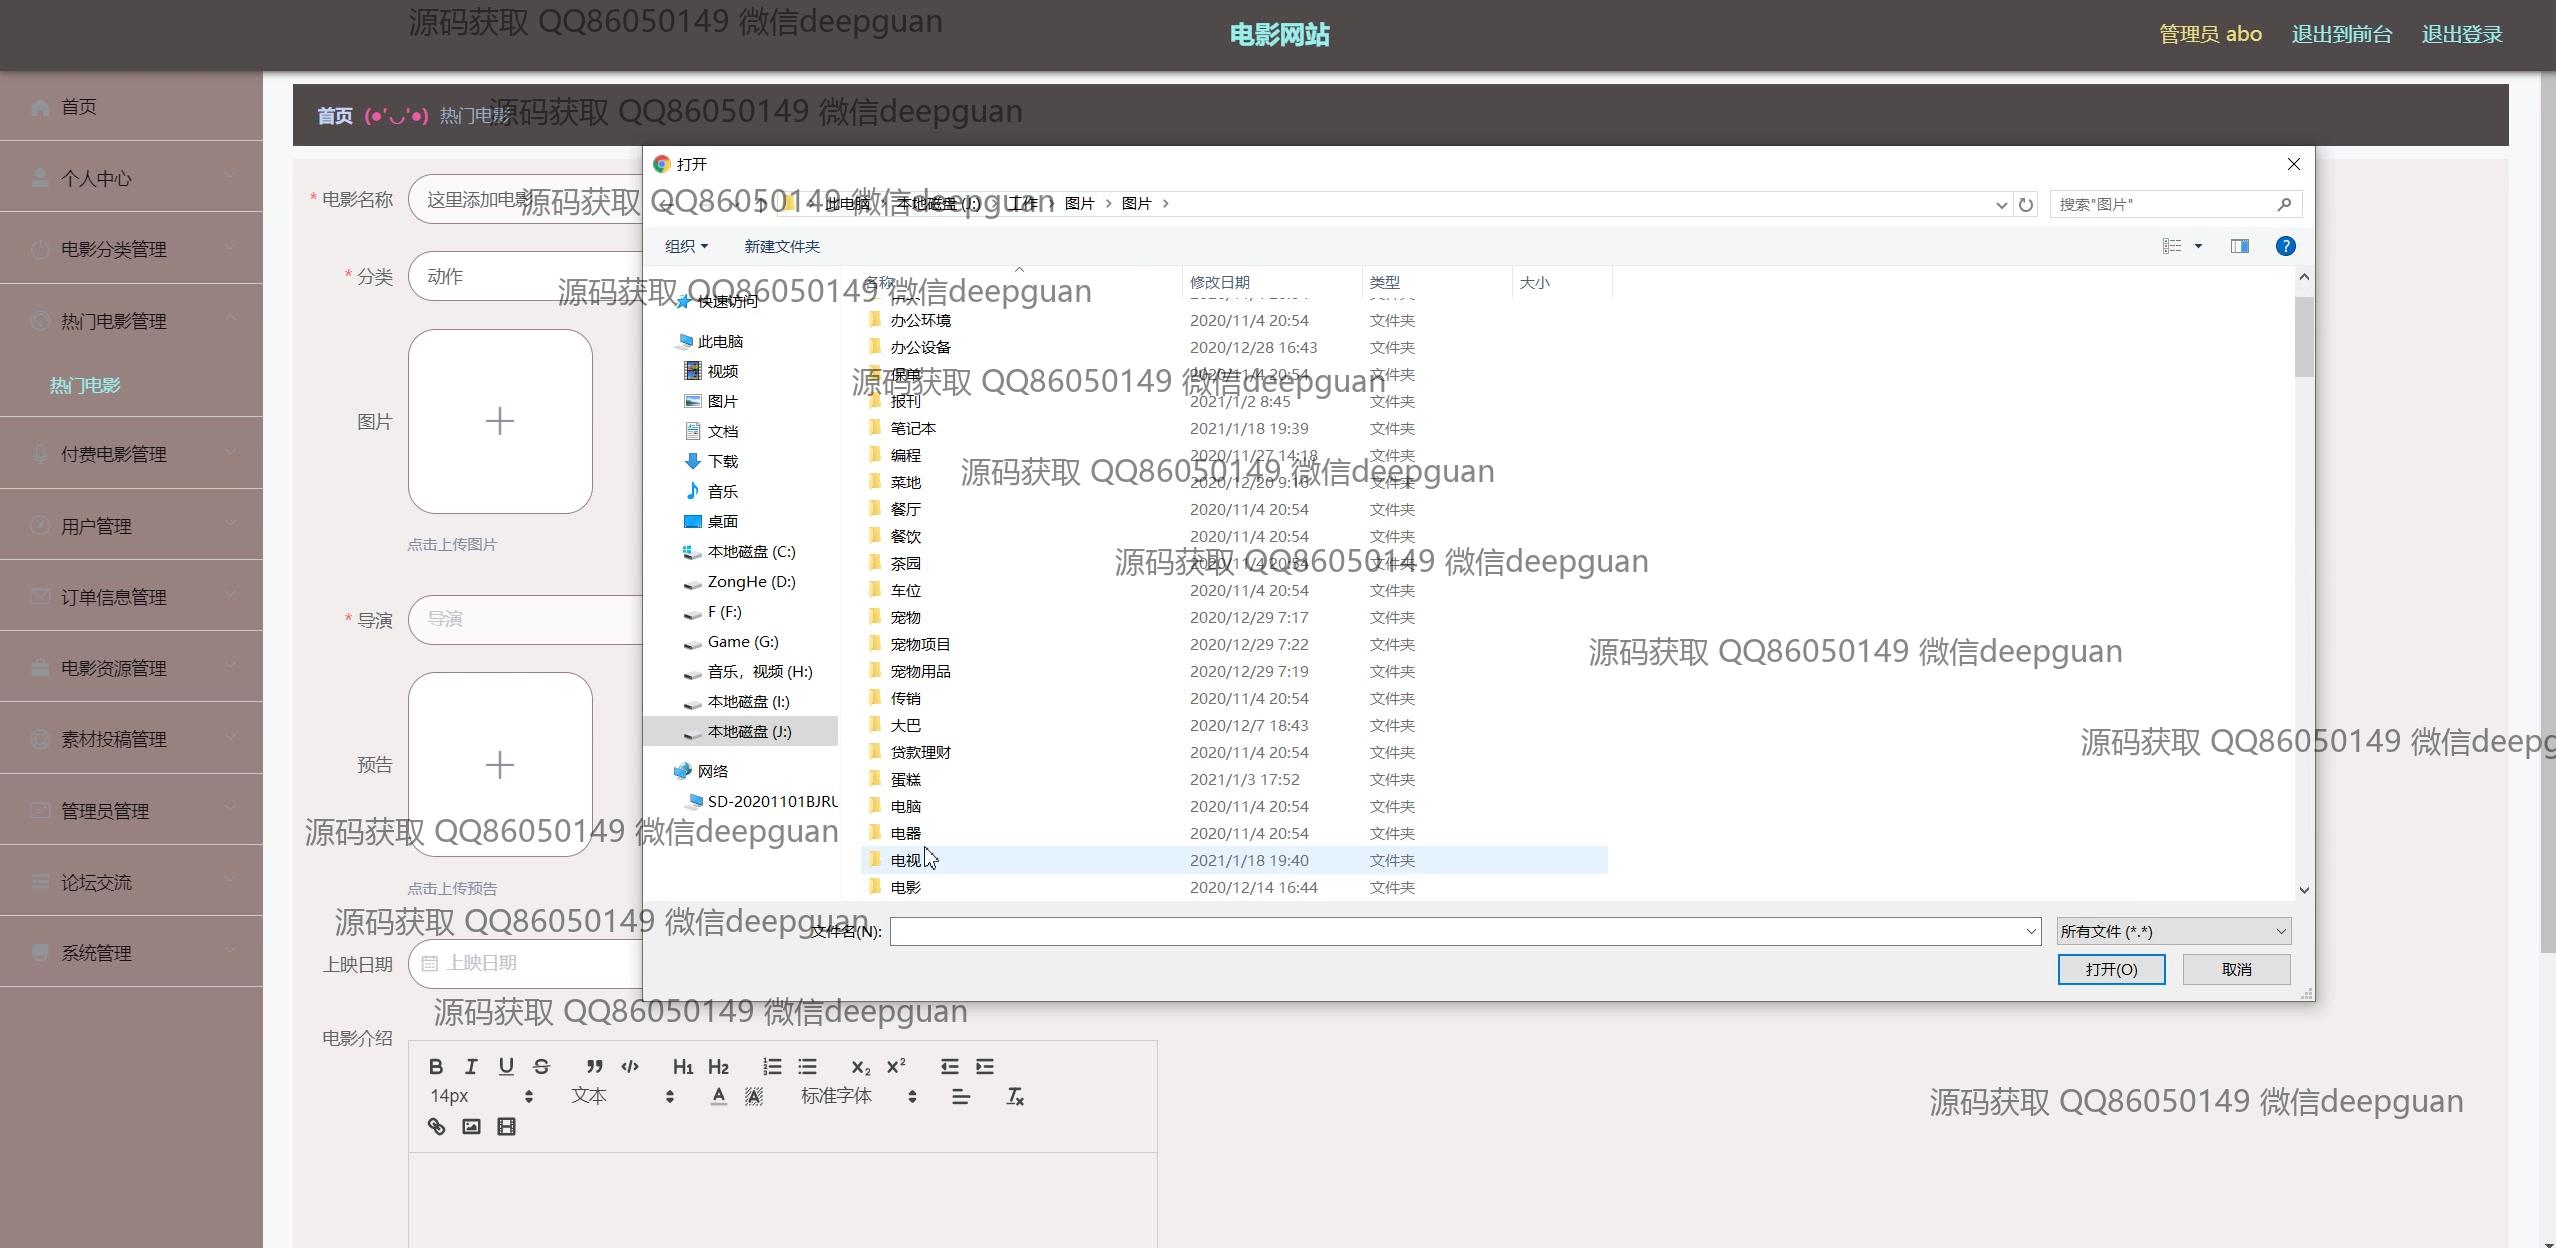 源码获取 QQ86050149 微信deepguan
电影网站
管理员 abo 退出到前台 退出登录
首页
个人中心
电影分类管理
热门电影管理
热门电影
付费电影管理
用户管理
订单信息管理
电影资源管理
素材投稿管理
管理员管理
论坛交流
系统管理
首页 (●'◡'●) 热门电影
源码获取 QQ86050149 微信deepguan
* 电影名称 这里添加电影
源码获取 QQ86050149 微信deepguan
* 分类 动作
源码获取 QQ86050149 微信deepguan
图片
点击上传图片
* 导演 导演
预告
源码获取 QQ86050149 微信deepguan
点击上传预告
源码获取 QQ86050149 微信deepguan
上映日期 上映日期
源码获取 QQ86050149 微信deepguan
电影介绍
B I U S H1 H2 X2 X2
14px 文本 A A 标准字体 Tx
打开
此电脑 本地磁盘 (J:) 工作 图片 图片
搜索"图片"
组织 新建文件夹
名称 修改日期 类型 大小
快速访问
此电脑
视频
图片
文档
下载
音乐
桌面
本地磁盘 (C:)
ZongHe (D:)
F (F:)
Game (G:)
音乐，视频 (H:)
本地磁盘 (I:)
本地磁盘 (J:)
网络
SD-20201101BJRU
办公环境 2020/11/4 20:54 文件夹
办公设备 2020/12/28 16:43 文件夹
保单 2020/11/4 20:54 文件夹
源码获取 QQ86050149 微信deepguan
报刊 2021/1/2 8:45 文件夹
笔记本 2021/1/18 19:39 文件夹
编程 2020/11/27 14:18 文件夹
源码获取 QQ86050149 微信deepguan
菜地 2020/12/20 9:16 文件夹
餐厅 2020/11/4 20:54 文件夹
餐饮 2020/11/4 20:54 文件夹
茶园 2020/11/4 20:54 文件夹
源码获取 QQ86050149 微信deepguan
车位 2020/11/4 20:54 文件夹
宠物 2020/12/29 7:17 文件夹
宠物项目 2020/12/29 7:22 文件夹
源码获取 QQ86050149 微信deepguan
宠物用品 2020/12/29 7:19 文件夹
传销 2020/11/4 20:54 文件夹
大巴 2020/12/7 18:43 文件夹
源码获取 QQ86050149 微信deepg
贷款理财 2020/11/4 20:54 文件夹
蛋糕 2021/1/3 17:52 文件夹
电脑 2020/11/4 20:54 文件夹
电器 2020/11/4 20:54 文件夹
电视 2021/1/18 19:40 文件夹
电影 2020/12/14 16:44 文件夹
文件名(N): 所有文件 (*.*)
打开(O) 取消
源码获取 QQ86050149 微信deepguan